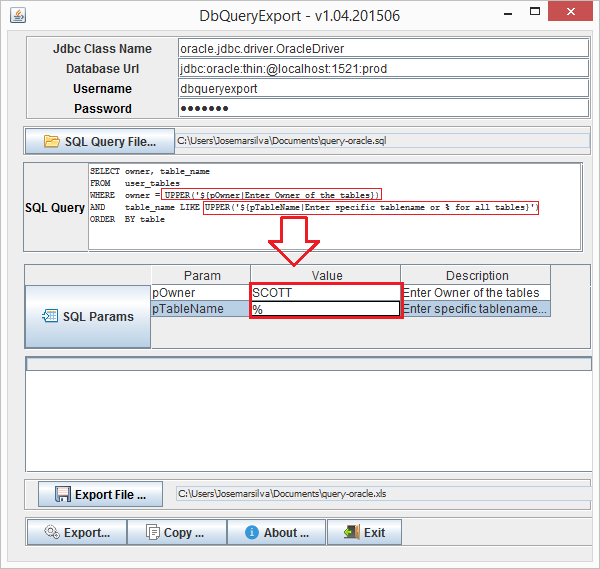 DbQueryExport - v1.04.201506
Jdbc Class Name oracle.jdbc.driver.OracleDriver
Database Url jdbc:oracle:thin:@localhost:1521:prod
Username dbqueryexport
Password •••••••
SQL Query File... C:\Users\Josemarsilva\Documents\query-oracle.sql
SQL Query
SELECT owner, table_name
FROM user_tables
WHERE owner = UPPER('${pOwner|Enter Owner of the tables})
AND table_name LIKE UPPER('${pTableName|Enter specific tablename or % for all tables}')
ORDER BY table
SQL Params
Param Value Description
pOwner SCOTT Enter Owner of the tables
pTableName % Enter specific tablename...
Export File ... C:\Users\Josemarsilva\Documents\query-oracle.xls
Export... Copy ... About ... Exit